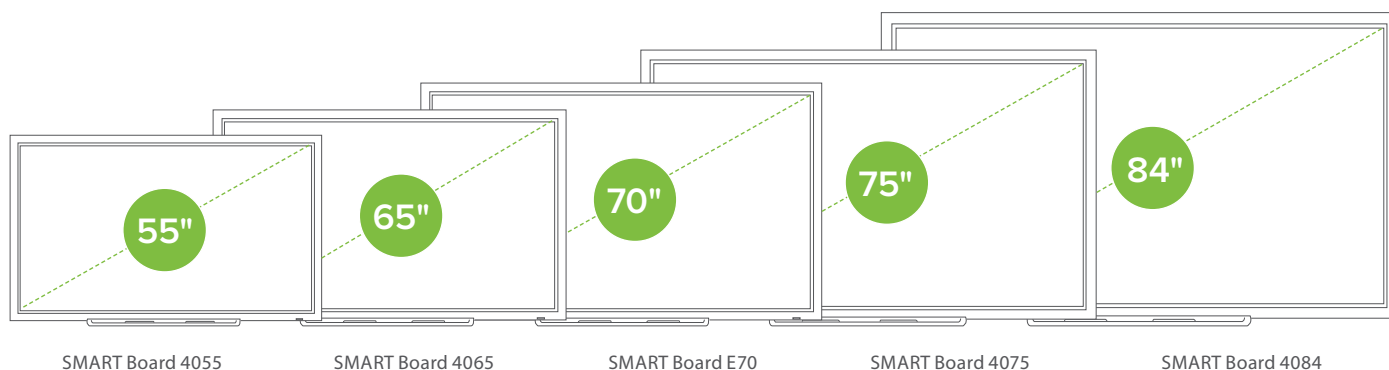 55"
65"
70"
75"
84"
SMART Board 4055
SMART Board 4065
SMART Board E70
SMART Board 4075
SMART Board 4084